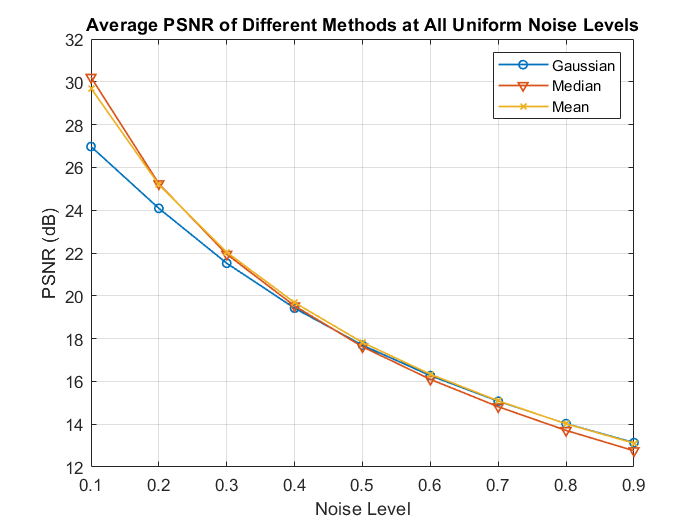 Average PSNR of Different Methods at All Uniform Noise Levels
Gaussian
Median
Mean
PSNR (dB)
32
30
28
26
24
22
20
18
16
14
12
0.1 0.2 0.3 0.4 0.5 0.6 0.7 0.8 0.9
Noise Level